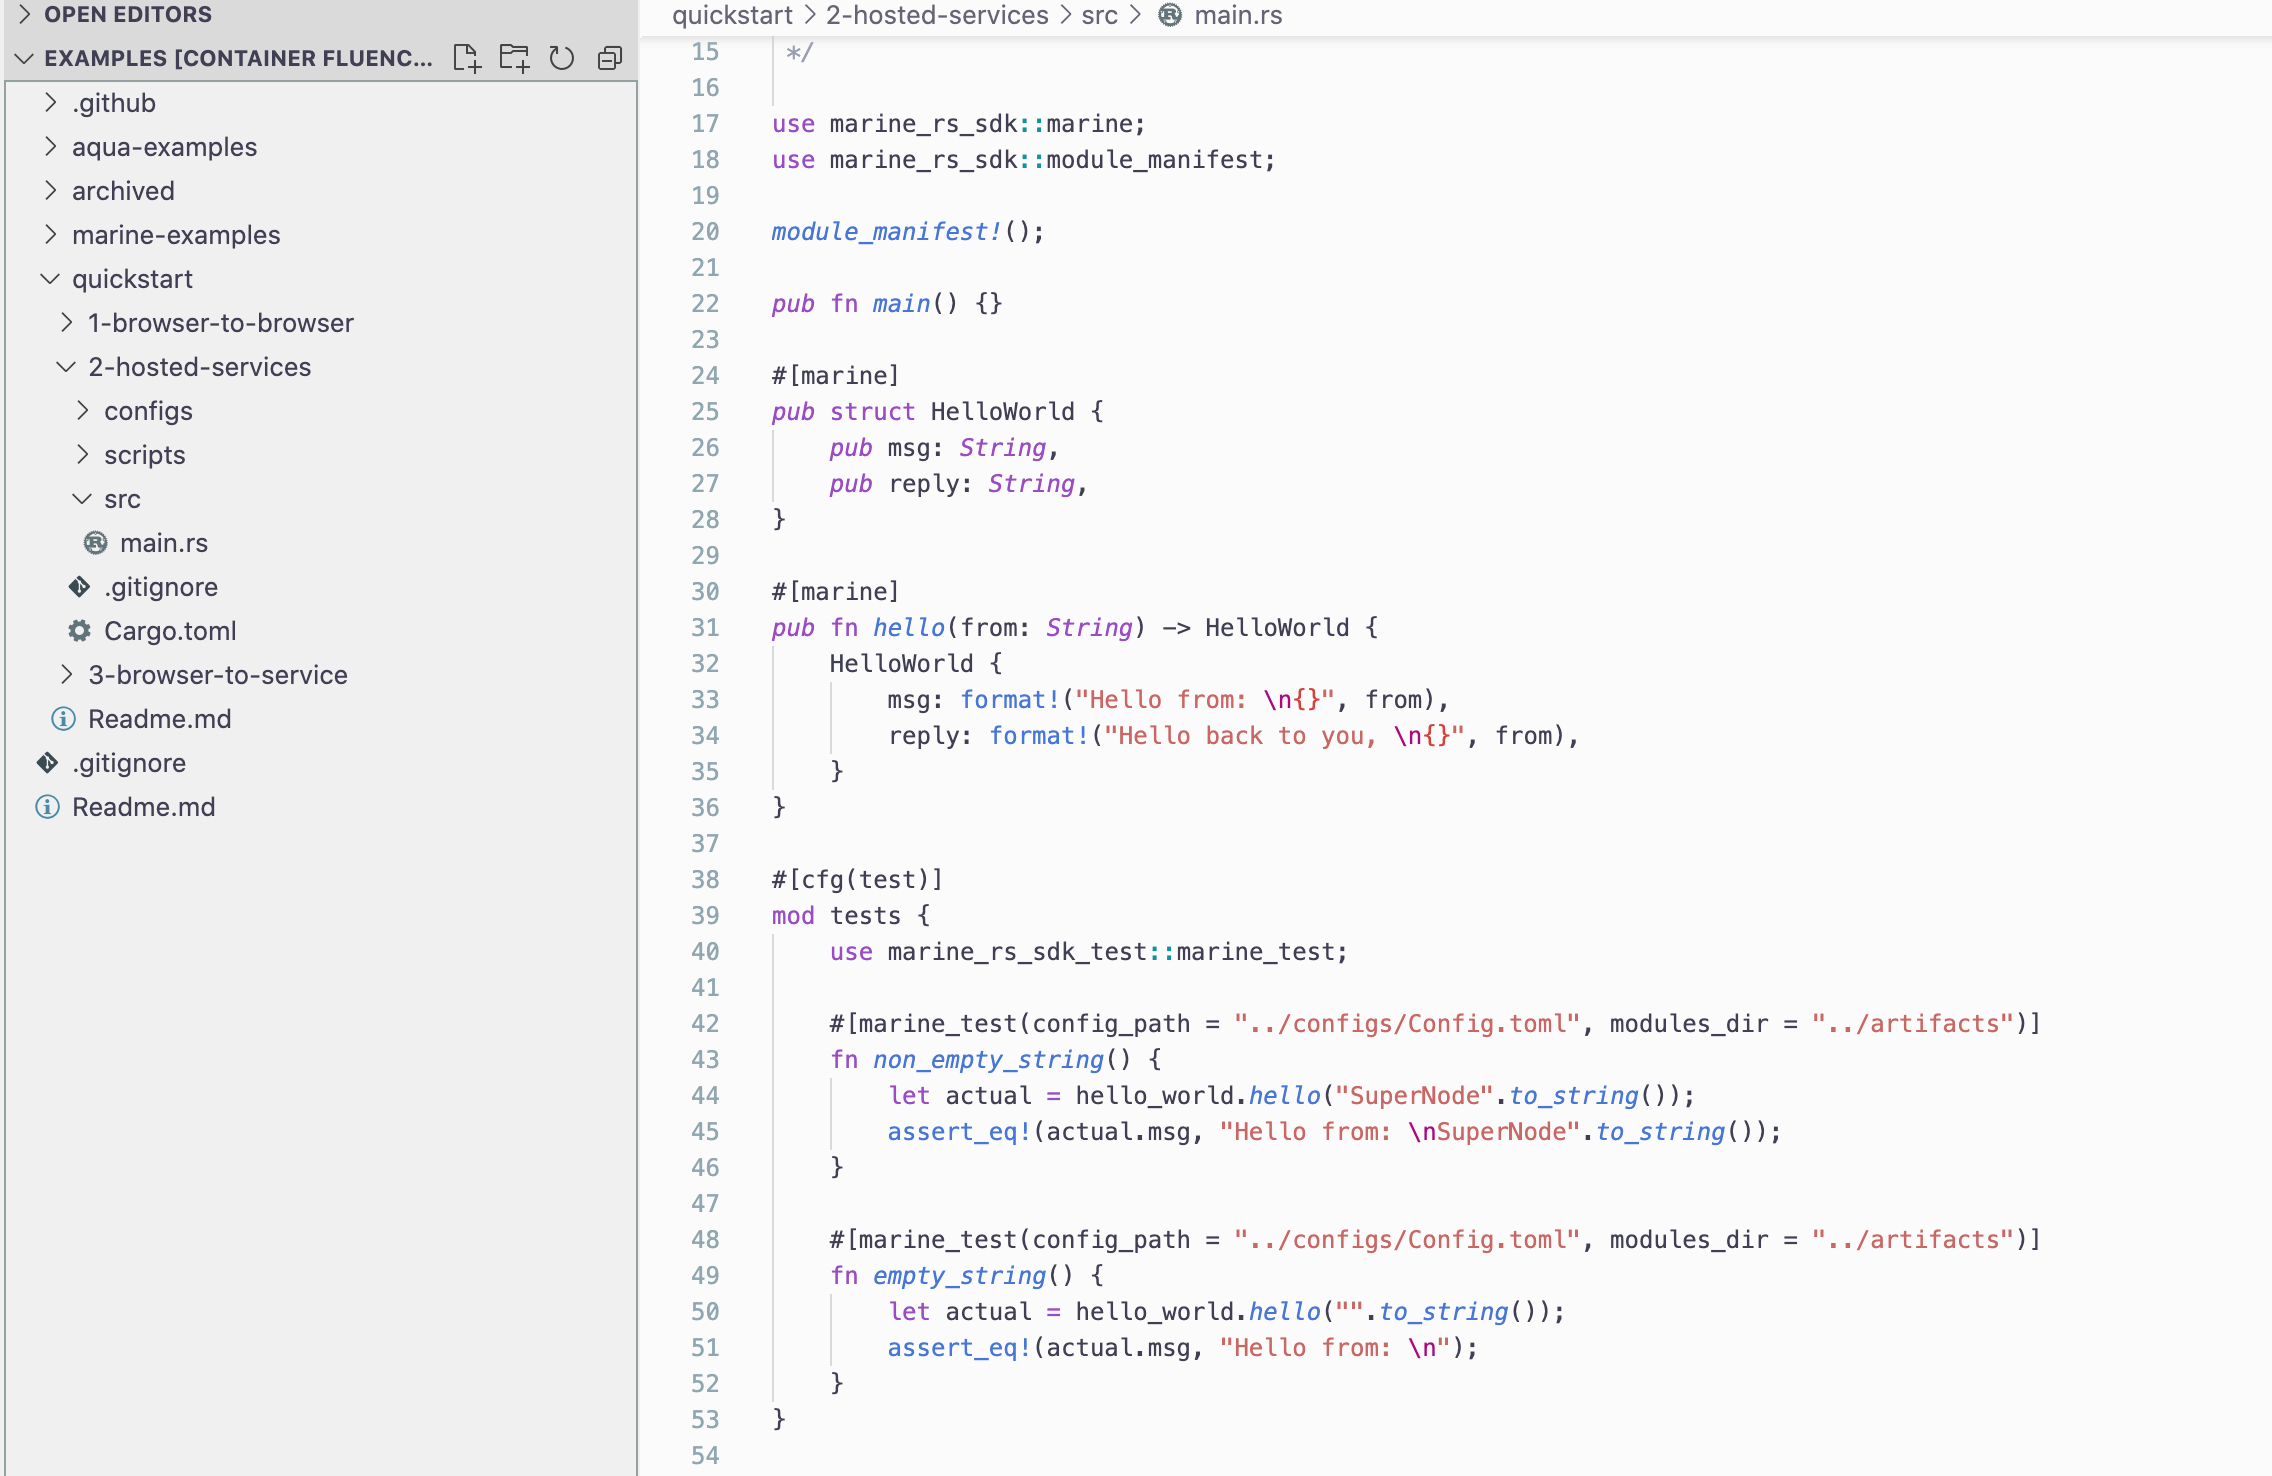 OPEN EDITORS
EXAMPLES [CONTAINER FLUENC...
.github
aqua-examples
archived
marine-examples
quickstart
1-browser-to-browser
2-hosted-services
configs
scripts
src
main.rs
.gitignore
Cargo.toml
3-browser-to-service
Readme.md
.gitignore
Readme.md
quickstart > 2-hosted-services > src > main.rs
15 */
16
17 use marine_rs_sdk::marine;
18 use marine_rs_sdk::module_manifest;
19
20 module_manifest!();
21
22 pub fn main() {}
23
24 #[marine]
25 pub struct HelloWorld {
26     pub msg: String,
27     pub reply: String,
28 }
29
30 #[marine]
31 pub fn hello(from: String) -> HelloWorld {
32     HelloWorld {
33         msg: format!("Hello from: \n{}", from),
34         reply: format!("Hello back to you, \n{}", from),
35     }
36 }
37
38 #[cfg(test)]
39 mod tests {
40     use marine_rs_sdk_test::marine_test;
41
42     #[marine_test(config_path = "../configs/Config.toml", modules_dir = "../artifacts")]
43     fn non_empty_string() {
44         let actual = hello_world.hello("SuperNode".to_string());
45         assert_eq!(actual.msg, "Hello from: \nSuperNode".to_string());
46     }
47
48     #[marine_test(config_path = "../configs/Config.toml", modules_dir = "../artifacts")]
49     fn empty_string() {
50         let actual = hello_world.hello("".to_string());
51         assert_eq!(actual.msg, "Hello from: \n");
52     }
53 }
54